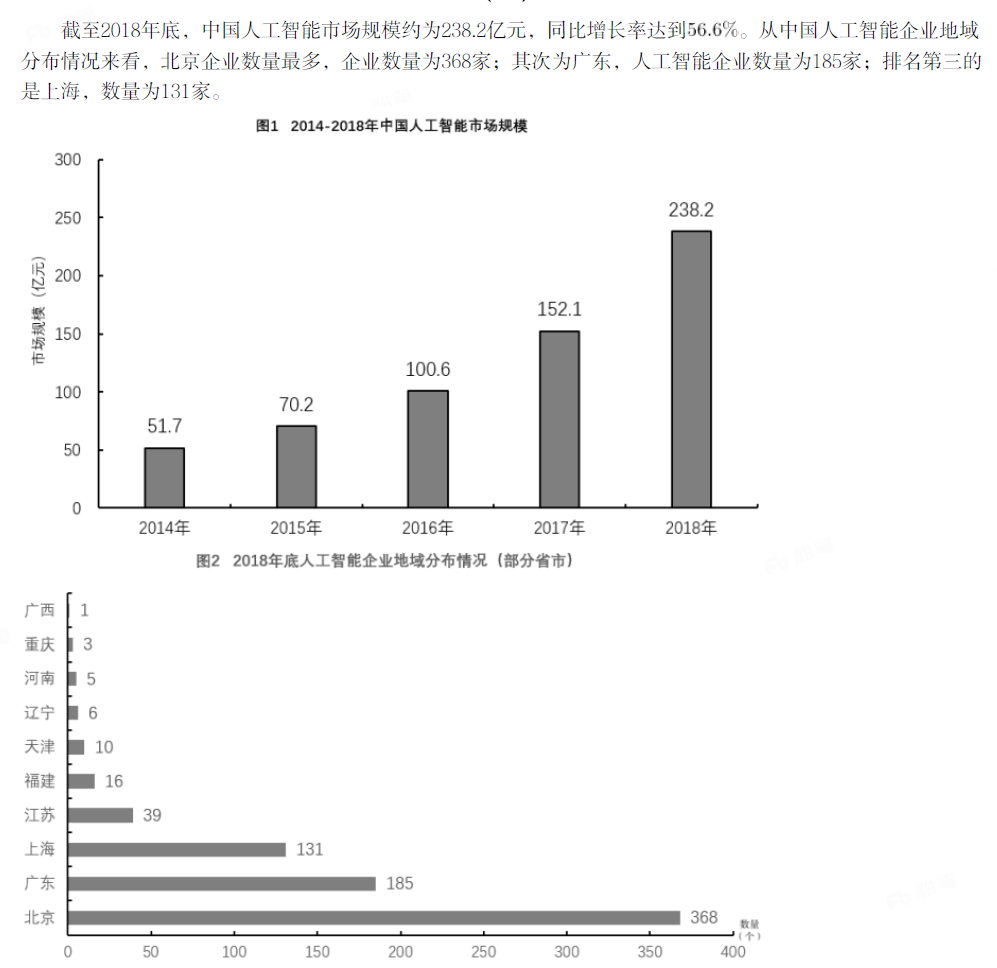 截至2018年底，中国人工智能市场规模约为238.2亿元，同比增长率达到56.6%。从中国人工智能企业地域
分布情况来看，北京企业数量最多，企业数量为368家；其次为广东，人工智能企业数量为185家；排名第三的
是上海，数量为131家。
图1 2014-2018年中国人工智能市场规模
市场规模（亿元）
300
250
200
150
100
50
0
51.7
70.2
100.6
152.1
238.2
2014年 2015年 2016年 2017年 2018年
图2 2018年底人工智能企业地域分布情况（部分省市）
广西 1
重庆 3
河南 5
辽宁 6
天津 10
福建 16
江苏 39
上海 131
广东 185
北京 368
数量
（个）
0 50 100 150 200 250 300 350 400